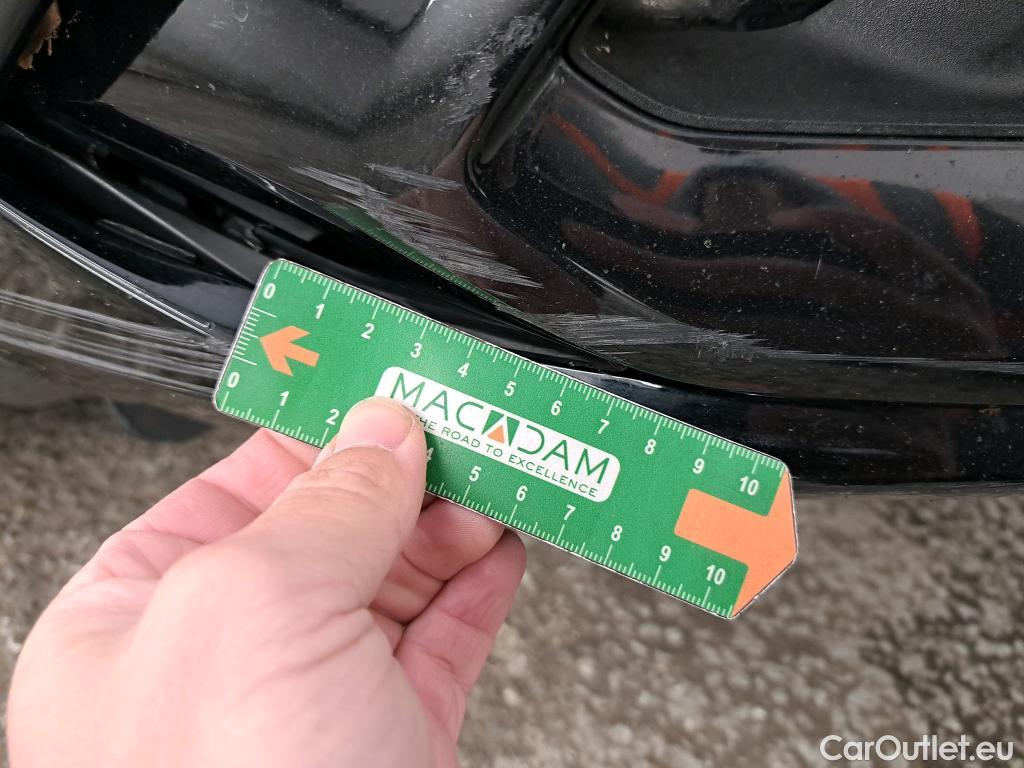 0 1 2 3 4 5 6 7 8 9 10
MACADAM
THE ROAD TO EXCELLENCE
0 1 2 4 5 6 7 8 9 10
CarOutlet.eu